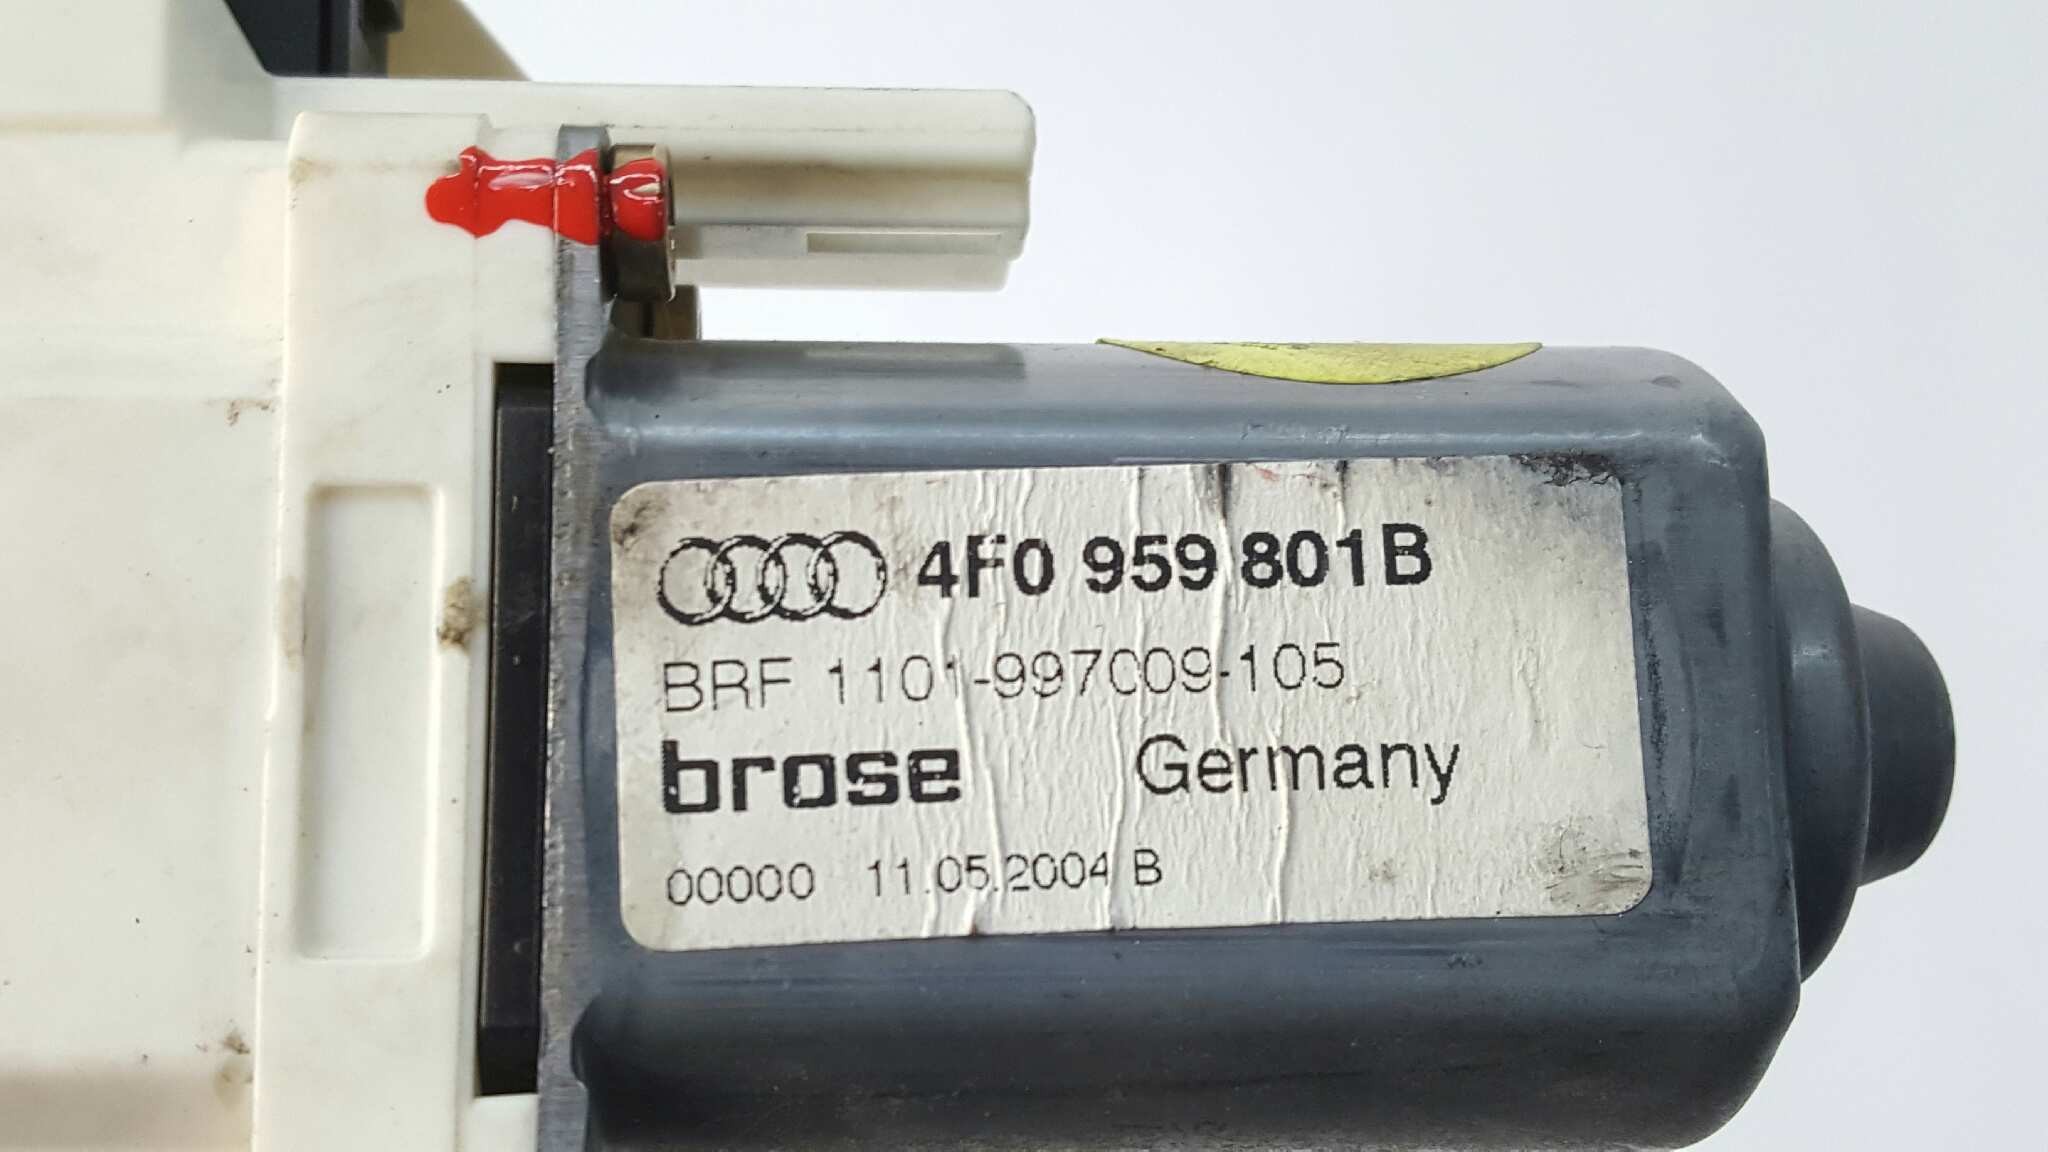 4F0 959 801B
BRF 1101-997009-105
brose Germany
00000 11.05.2004 B